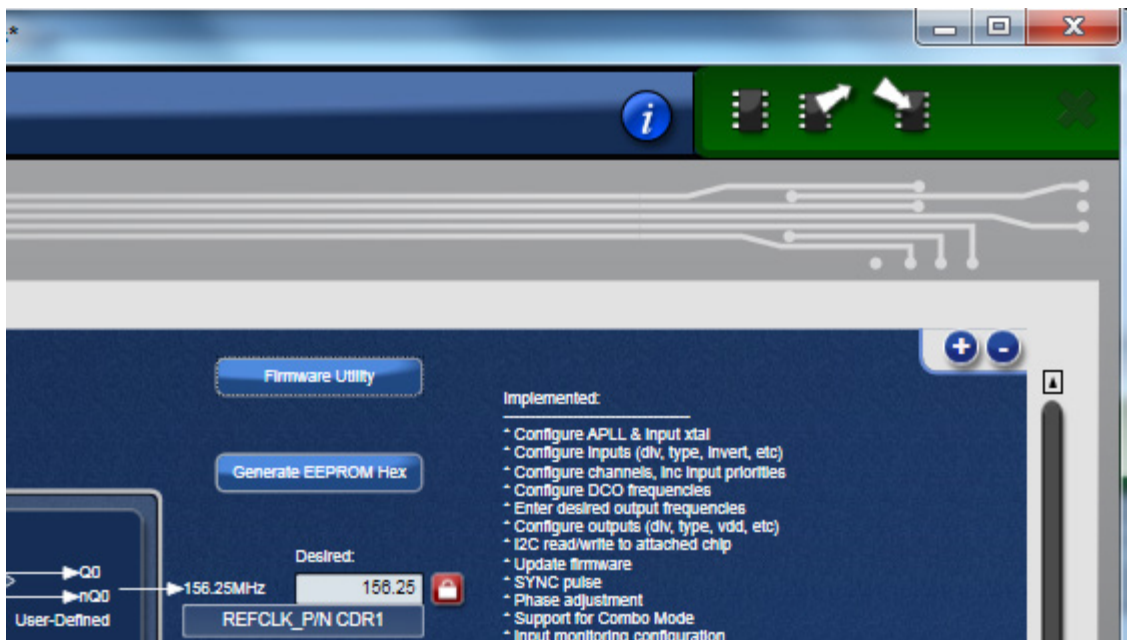 *
i
+ -
Firmware Utility
Implemented:
* Configure APLL & Input xtal
* Configure Inputs (div, type, Invert, etc)
Generate EEPROM Hex
* Configure channels, Inc Input priorities
* Configure DCO frequencies
* Enter desired output frequencies
* Configure outputs (div, type, vdd, etc)
* I2C read/write to attached chip
Desired:
* Update firmware
Q0
156.25MHz
156.25
* SYNC pulse
nQ0
* Phase adjustment
User-Defined
REFCLK_P/N CDR1
* Support for Combo Mode
* Input monitoring configuration